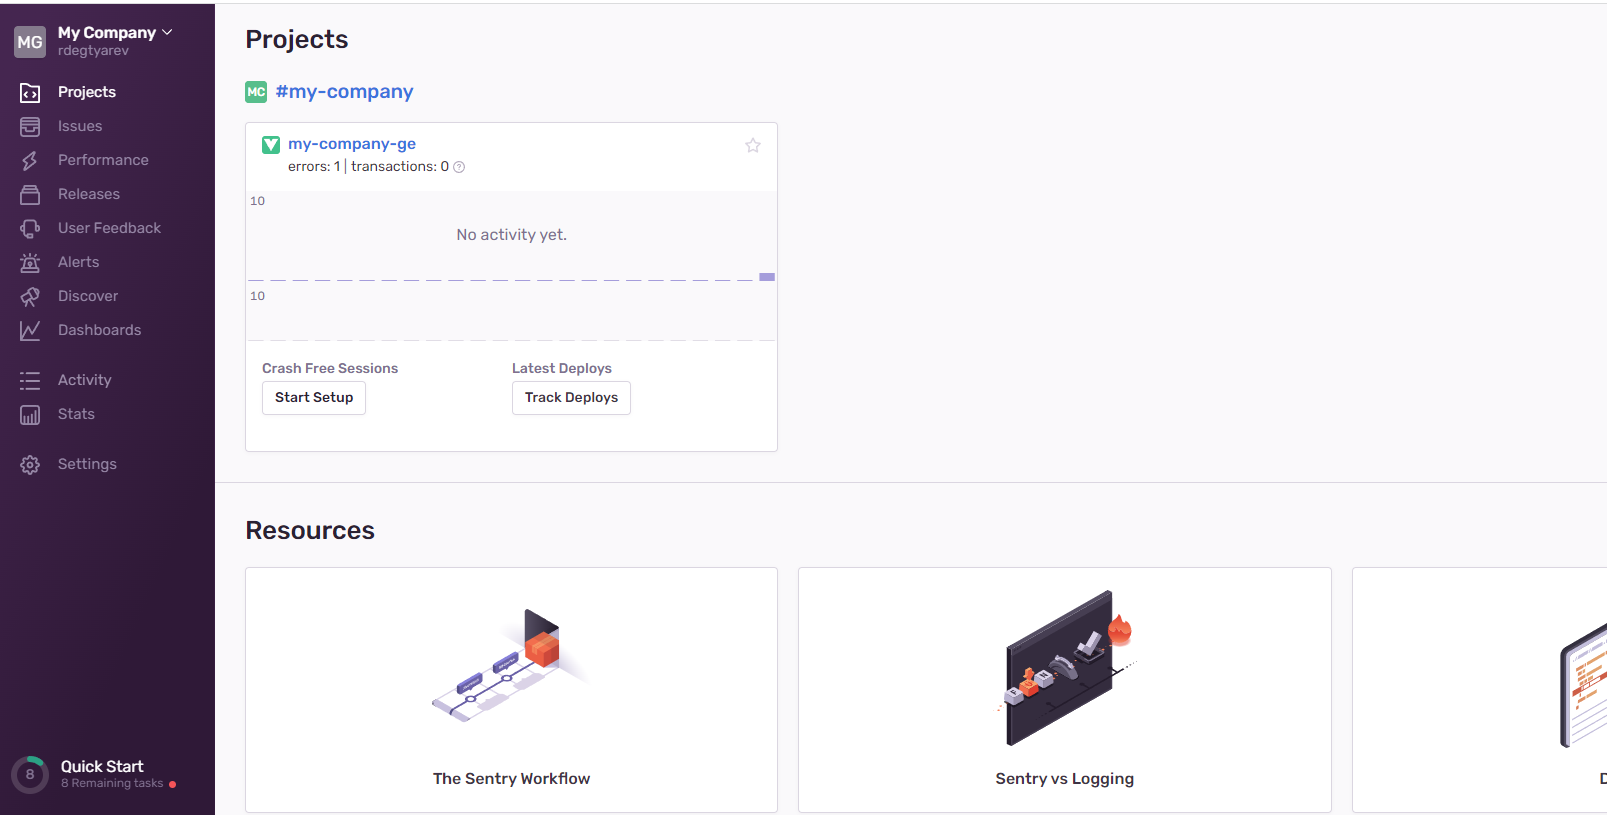 MG
My Company
rdegtyarev
Projects
Issues
Performance
Releases
User Feedback
Alerts
Discover
Dashboards
Activity
Stats
Settings
8
Quick Start
8 Remaining tasks
Projects
MC #my-company
my-company-ge
errors: 1 | transactions: 0 ?
10
No activity yet.
10
Crash Free Sessions
Start Setup
Latest Deploys
Track Deploys
Resources
The Sentry Workflow
Sentry vs Logging